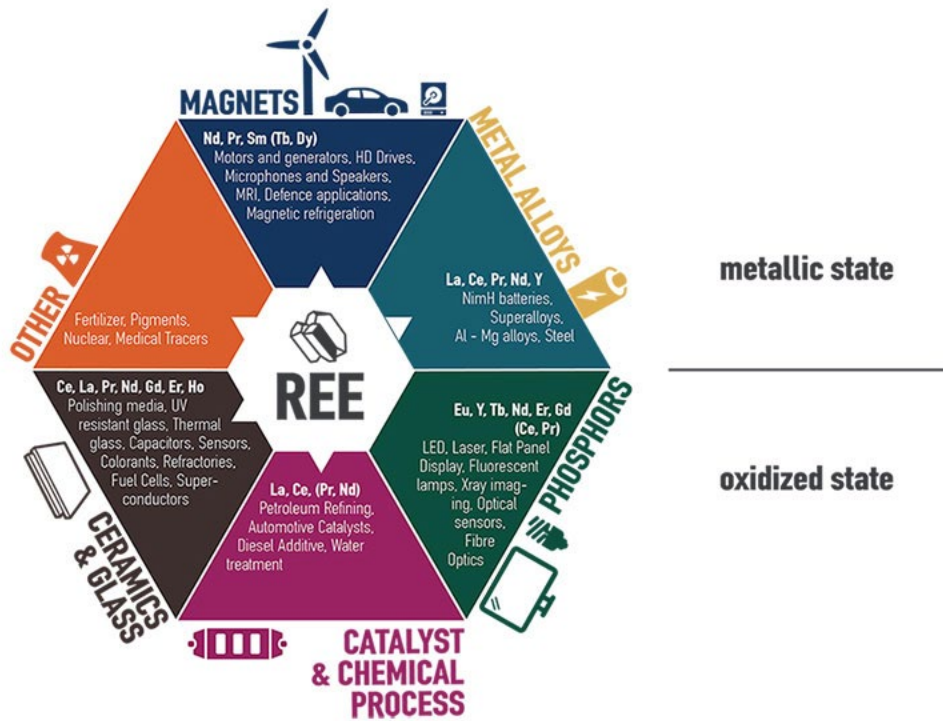 MAGNETS
Nd, Pr, Sm (Tb, Dy)
Motors and generators, HD Drives,
Microphones and Speakers,
MRI, Defence applications,
Magnetic refrigeration
METAL ALLOYS
La, Ce, Pr, Nd, Y
NimH batteries,
Superalloys,
Al - Mg alloys, Steel
metallic state
OTHER
Fertilizer, Pigments,
Nuclear, Medical Tracers
REE
Ce, La, Pr, Nd, Gd, Er, Ho
Polishing media, UV
resistant glass, Thermal
glass, Capacitors, Sensors,
Colorants, Refractories,
Fuel Cells, Super-
conductors
CERAMICS
& GLASS
La, Ce, (Pr, Nd)
Petroleum Refining,
Automotive Catalysts,
Diesel Additive, Water
treatment
CATALYST
& CHEMICAL
PROCESS
Eu, Y, Tb, Nd, Er, Gd
(Ce, Pr)
LED, Laser, Flat Panel
Display, Fluorescent
lamps, Xray imag-
ing, Optical
sensors,
Fibre
Optics
PHOSPHORS
oxidized state